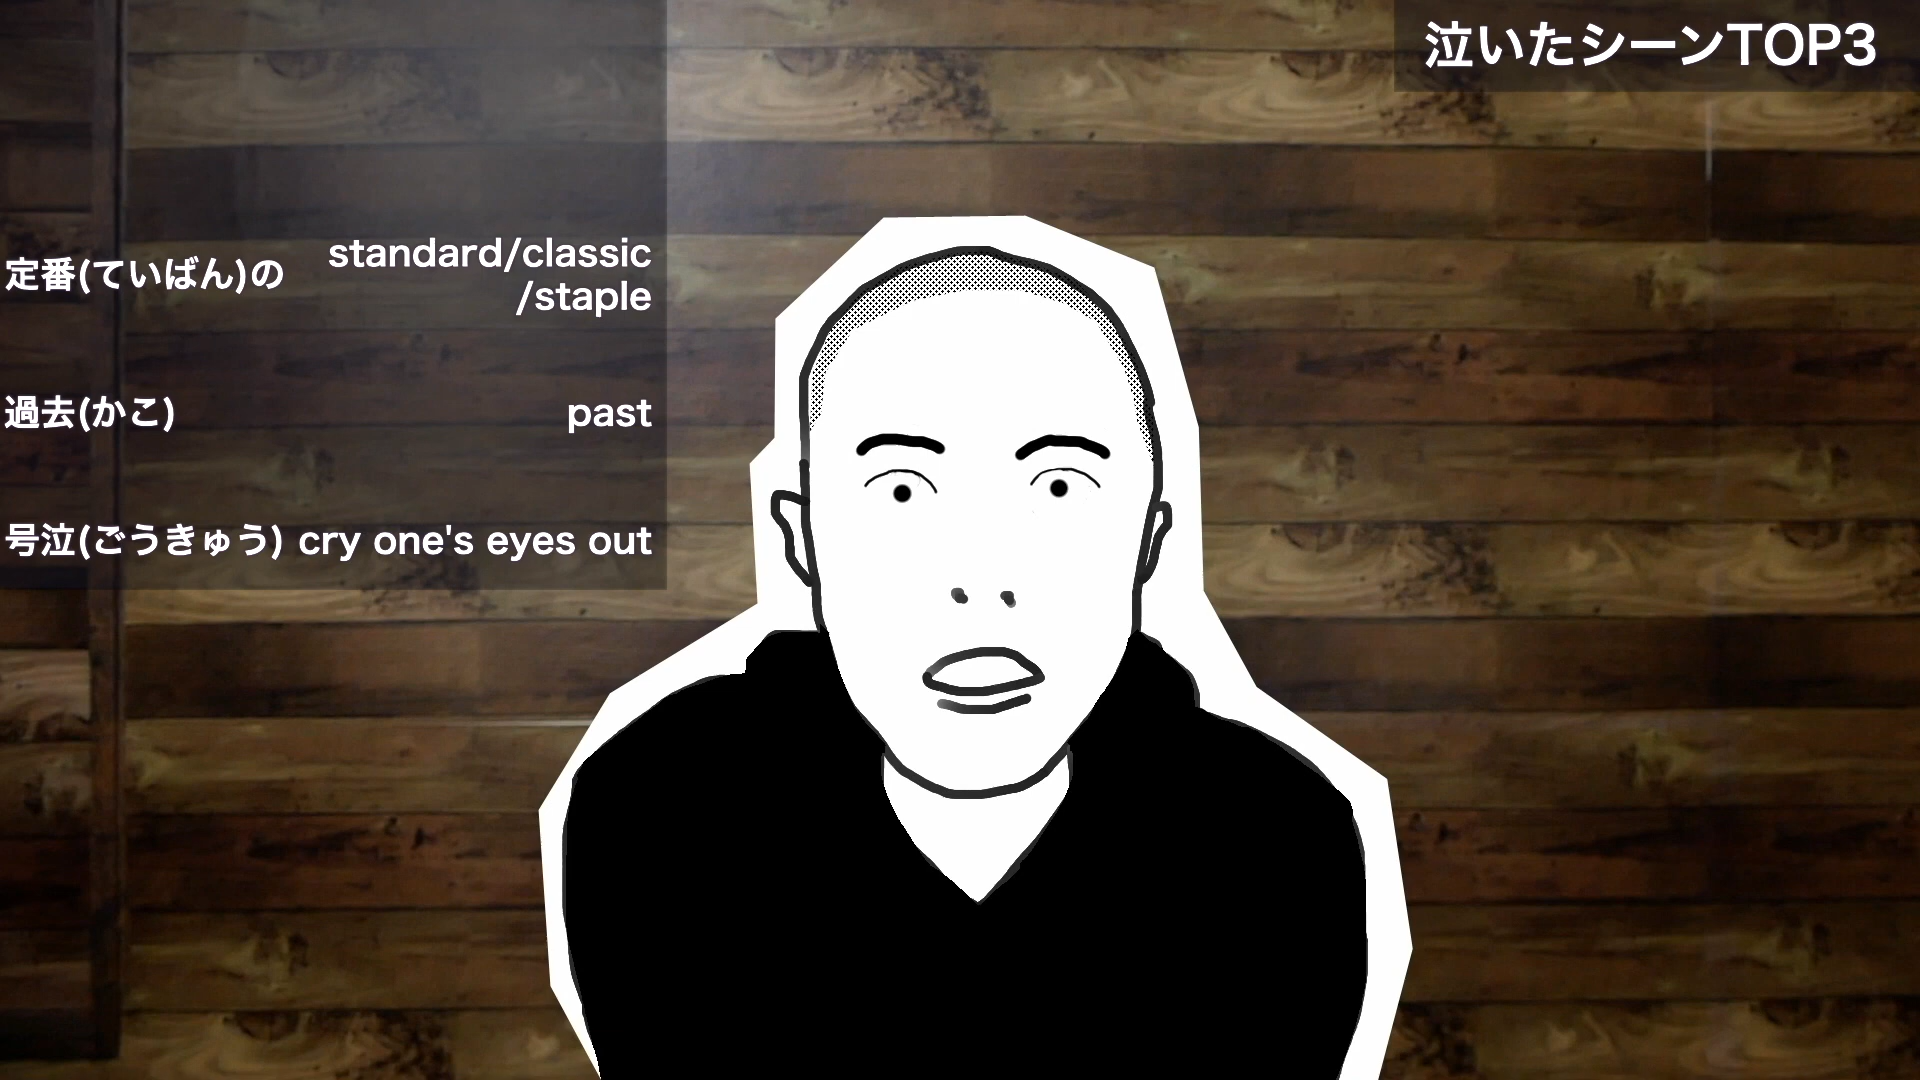 泣いたシーンTOP3
定番(ていばん)の standard/classic
/staple
過去(かこ) past
号泣(ごうきゅう) cry one's eyes out